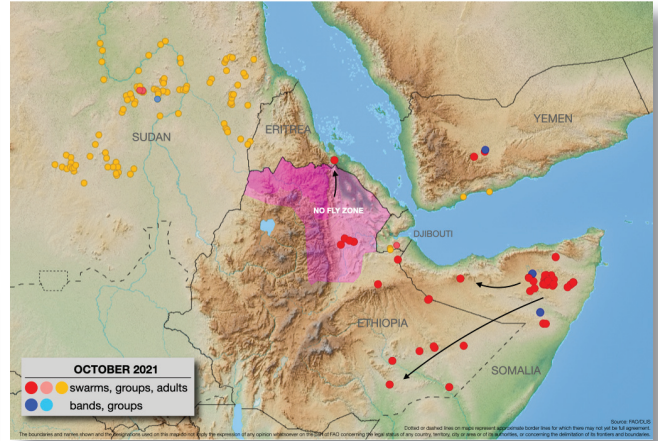 SUDAN
ERITREA
YEMEN
NO FLY ZONE
DJIBOUTI
ETHIOPIA
SOMALIA
OCTOBER 2021
swarms, groups, adults
bands, groups
Source: FAO/DLIS
Dotted or dashed lines on maps represent approximate border lines for which there may not yet be full agreement.
The boundaries and names shown and the designations used on this map do not imply the expression of any opinion whatsoever on the part of FAO concerning the legal status of any country, territory, city or area or of its authorities, or concerning the delimitation of its frontiers and boundaries.